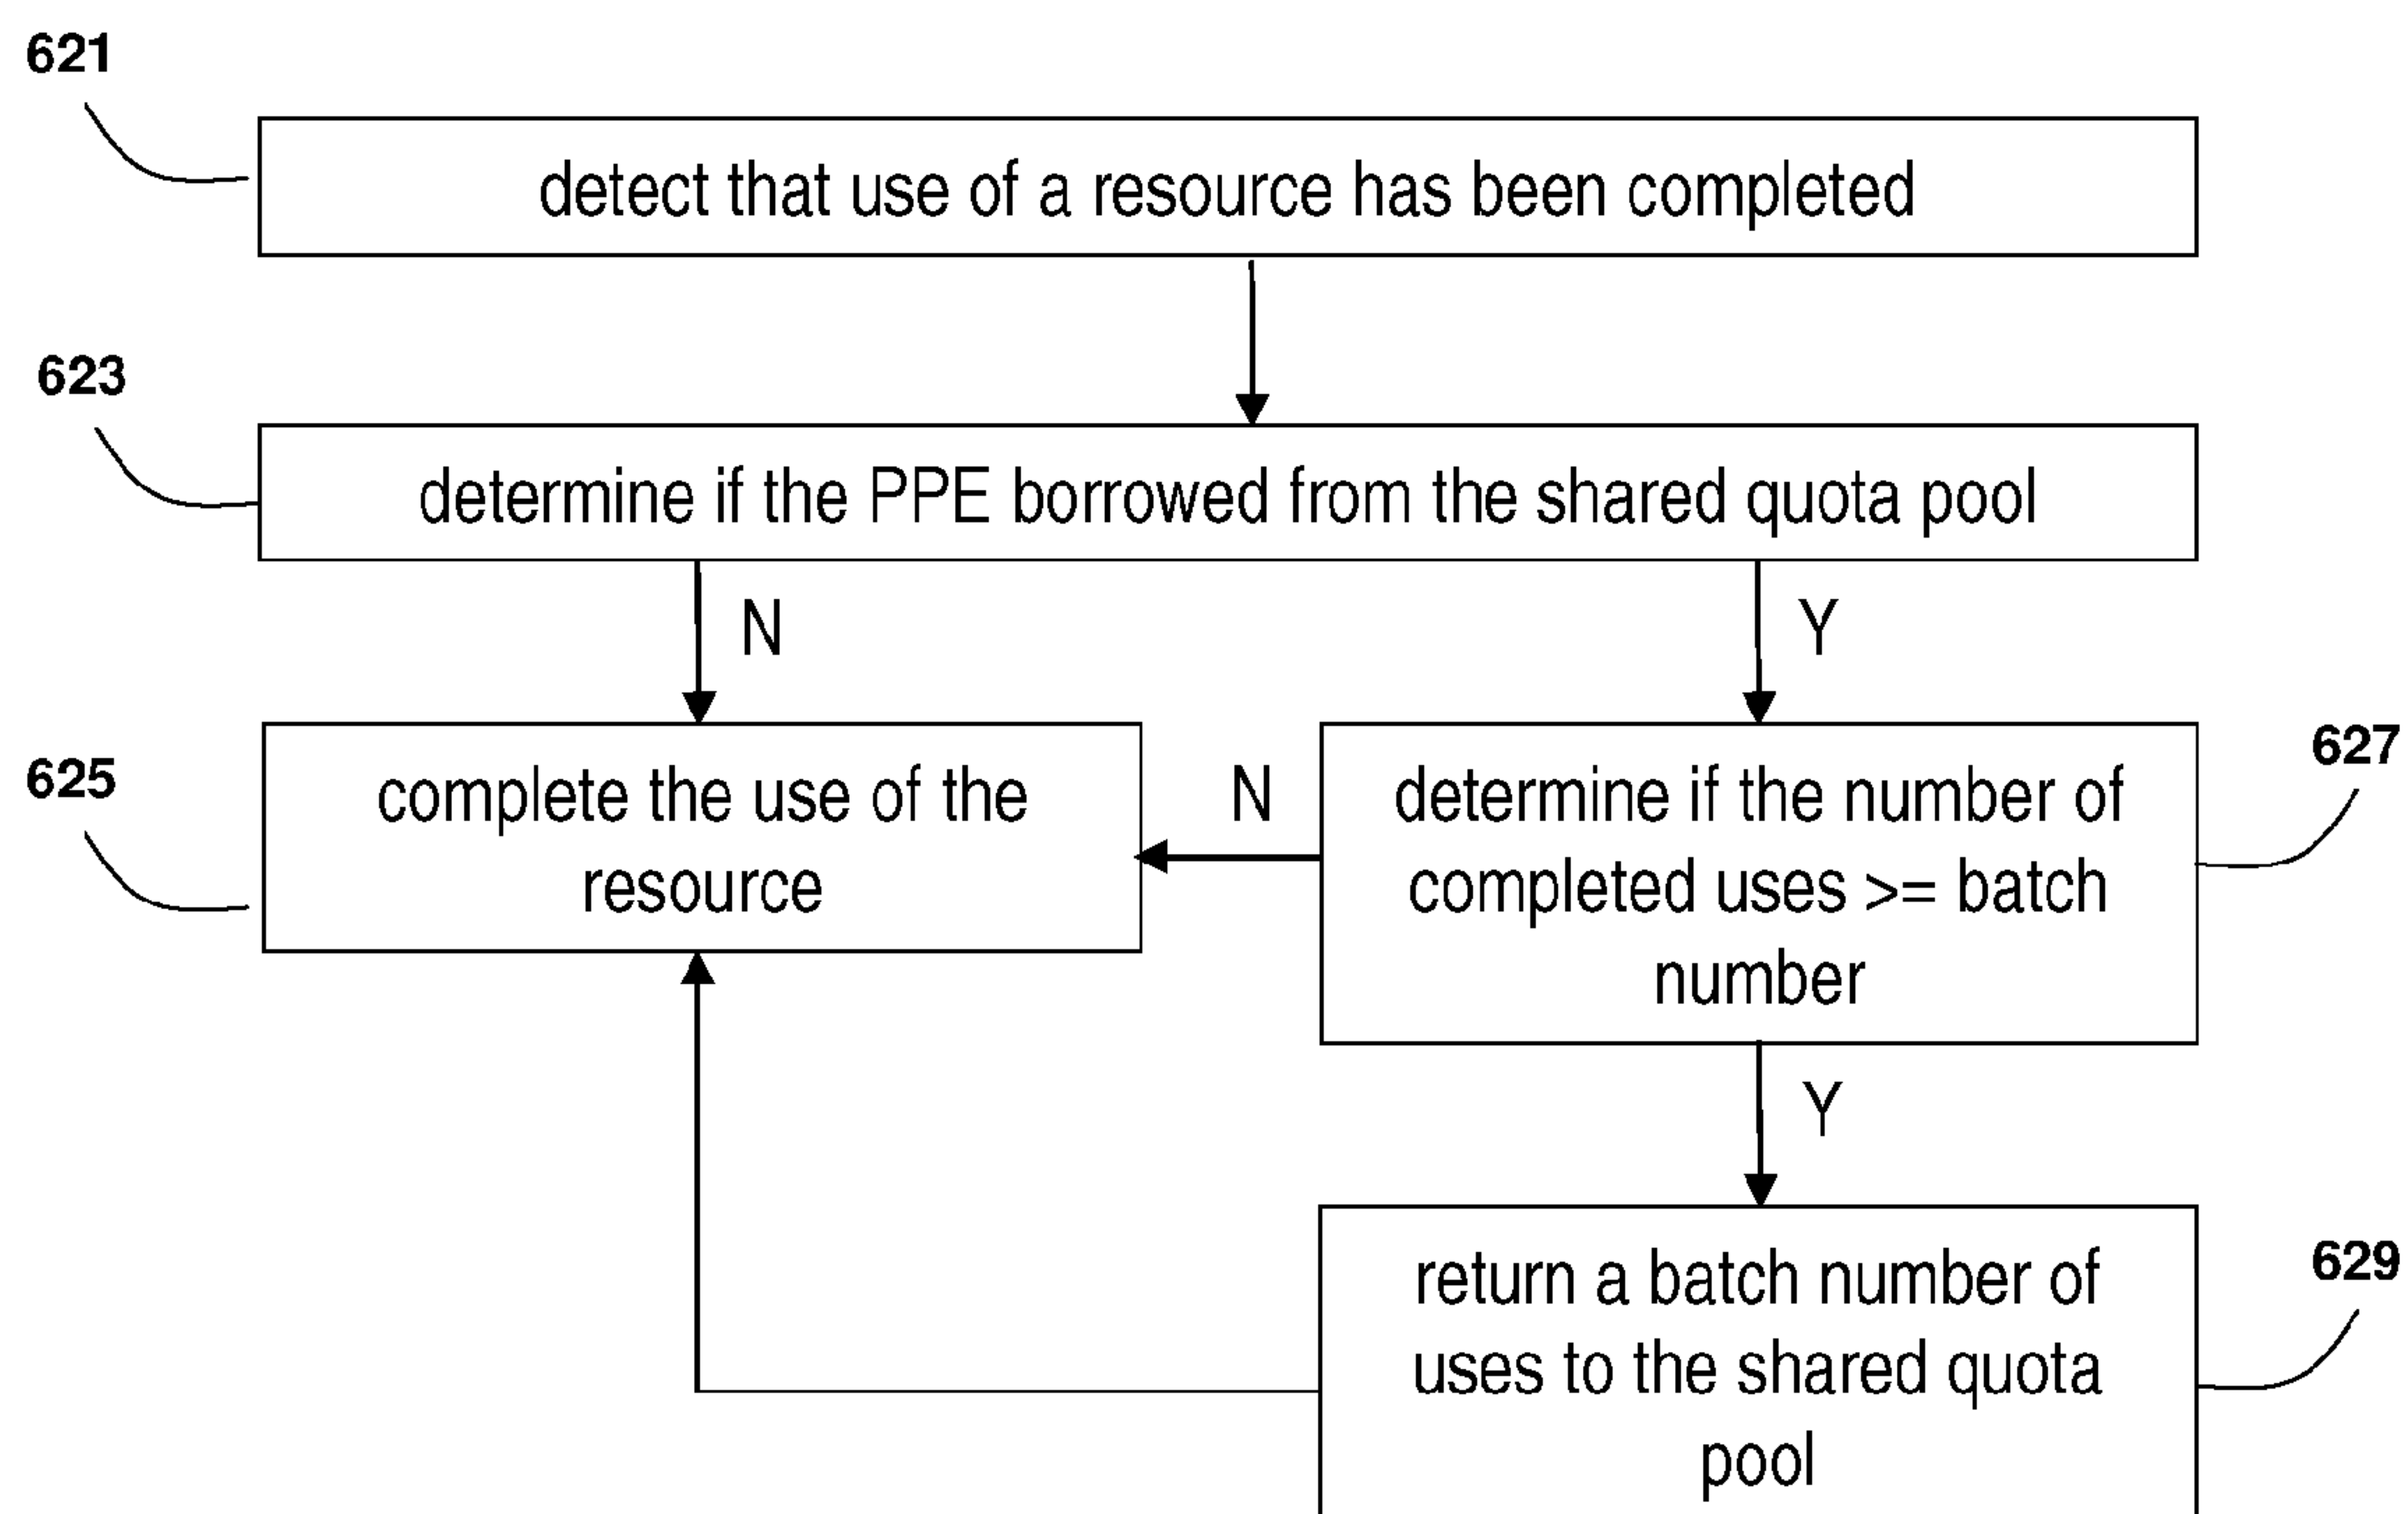 621
detect that use of a resource has been completed
623
determine if the PPE borrowed from the shared quota pool
N
Y
625
complete the use of the
resource
N
627
determine if the number of
completed uses >= batch
number
Y
629
return a batch number of
uses to the shared quota
pool